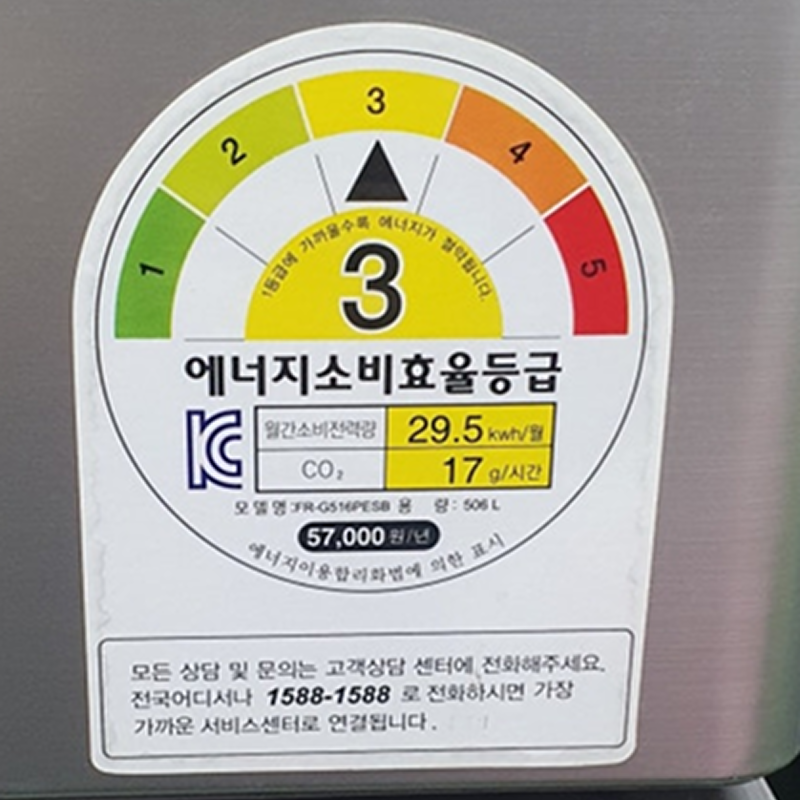 1
2
3
4
5
1등급에 가까울수록 에너지가 절약됩니다.
3
에너지소비효율등급
월간소비전력량 29.5 kwh/월
CO₂ 17 g/시간
모델명:FR-G516PESB 용 량: 506 L
57,000원/년
에너지이용합리화법에 의한 표시
모든 상담 및 문의는 고객상담 센터에 전화해주세요.
전국어디서나 1588-1588 로 전화하시면 가장
가까운 서비스센터로 연결됩니다.